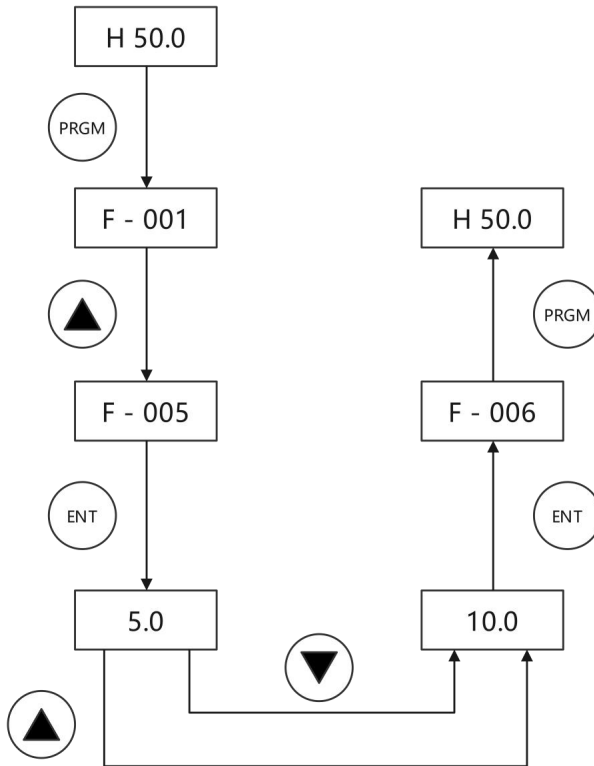 H 50.0
PRGM
F - 001
F - 005
ENT
5.0
H 50.0
PRGM
F - 006
ENT
10.0